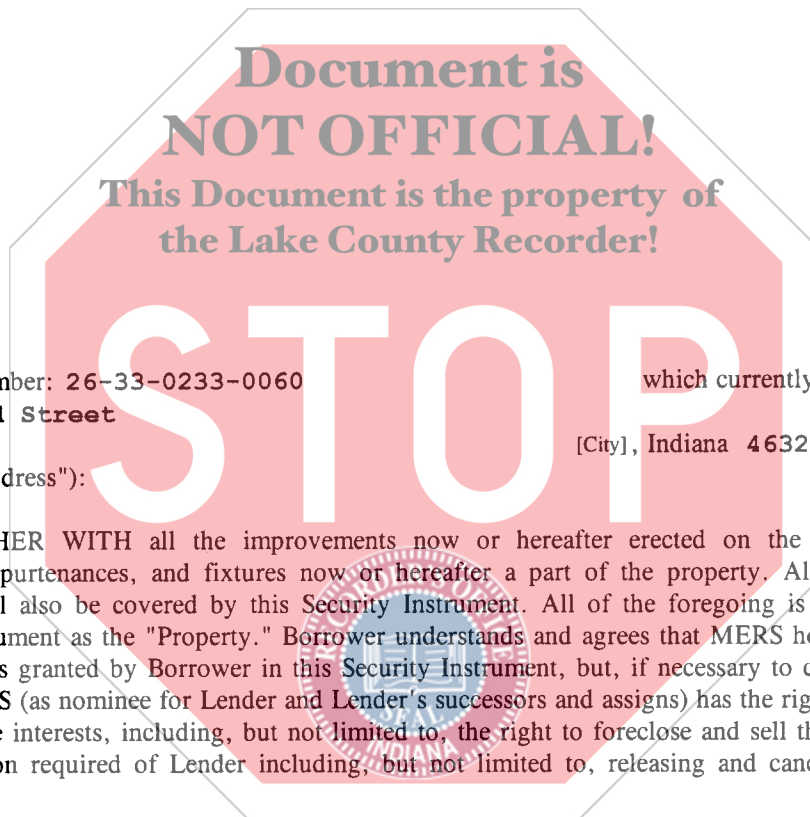 Document is
NOT OFFICIAL!
This Document is the property of
the Lake County Recorder!
STOP
mber: 26-33-0233-0060 which currently
Street
[City], Indiana 4632
dress"):
HER WITH all the improvements now or hereafter erected on the
purtenances, and fixtures now or hereafter a part of the property. Al
l also be covered by this Security Instrument. All of the foregoing is
ument as the "Property." Borrower understands and agrees that MERS h
s granted by Borrower in this Security Instrument, but, if necessary to c
S (as nominee for Lender and Lender's successors and assigns) has the rig
e interests, including, but not limited to, the right to foreclose and sell th
on required of Lender including, but not limited to, releasing and canc
RECORDER OF
SEAL
INDIANA